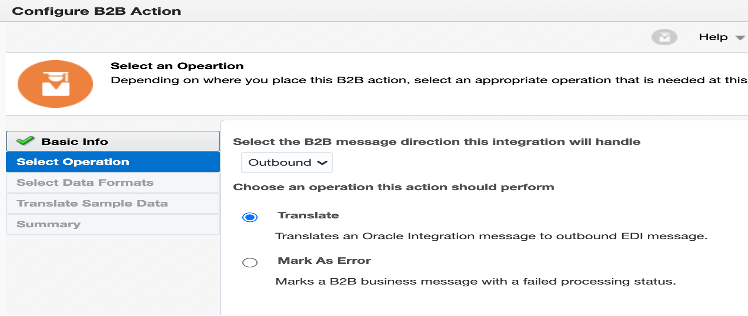 Configure B2B Action
Help
Select an Opeartion
Depending on where you place this B2B action, select an appropriate operation that is needed at this
Basic Info
Select Operation
Select Data Formats
Translate Sample Data
Summary
Select the B2B message direction this integration will handle
Outbound
Choose an operation this action should perform
Translate
Translates an Oracle Integration message to outbound EDI message.
Mark As Error
Marks a B2B business message with a failed processing status.